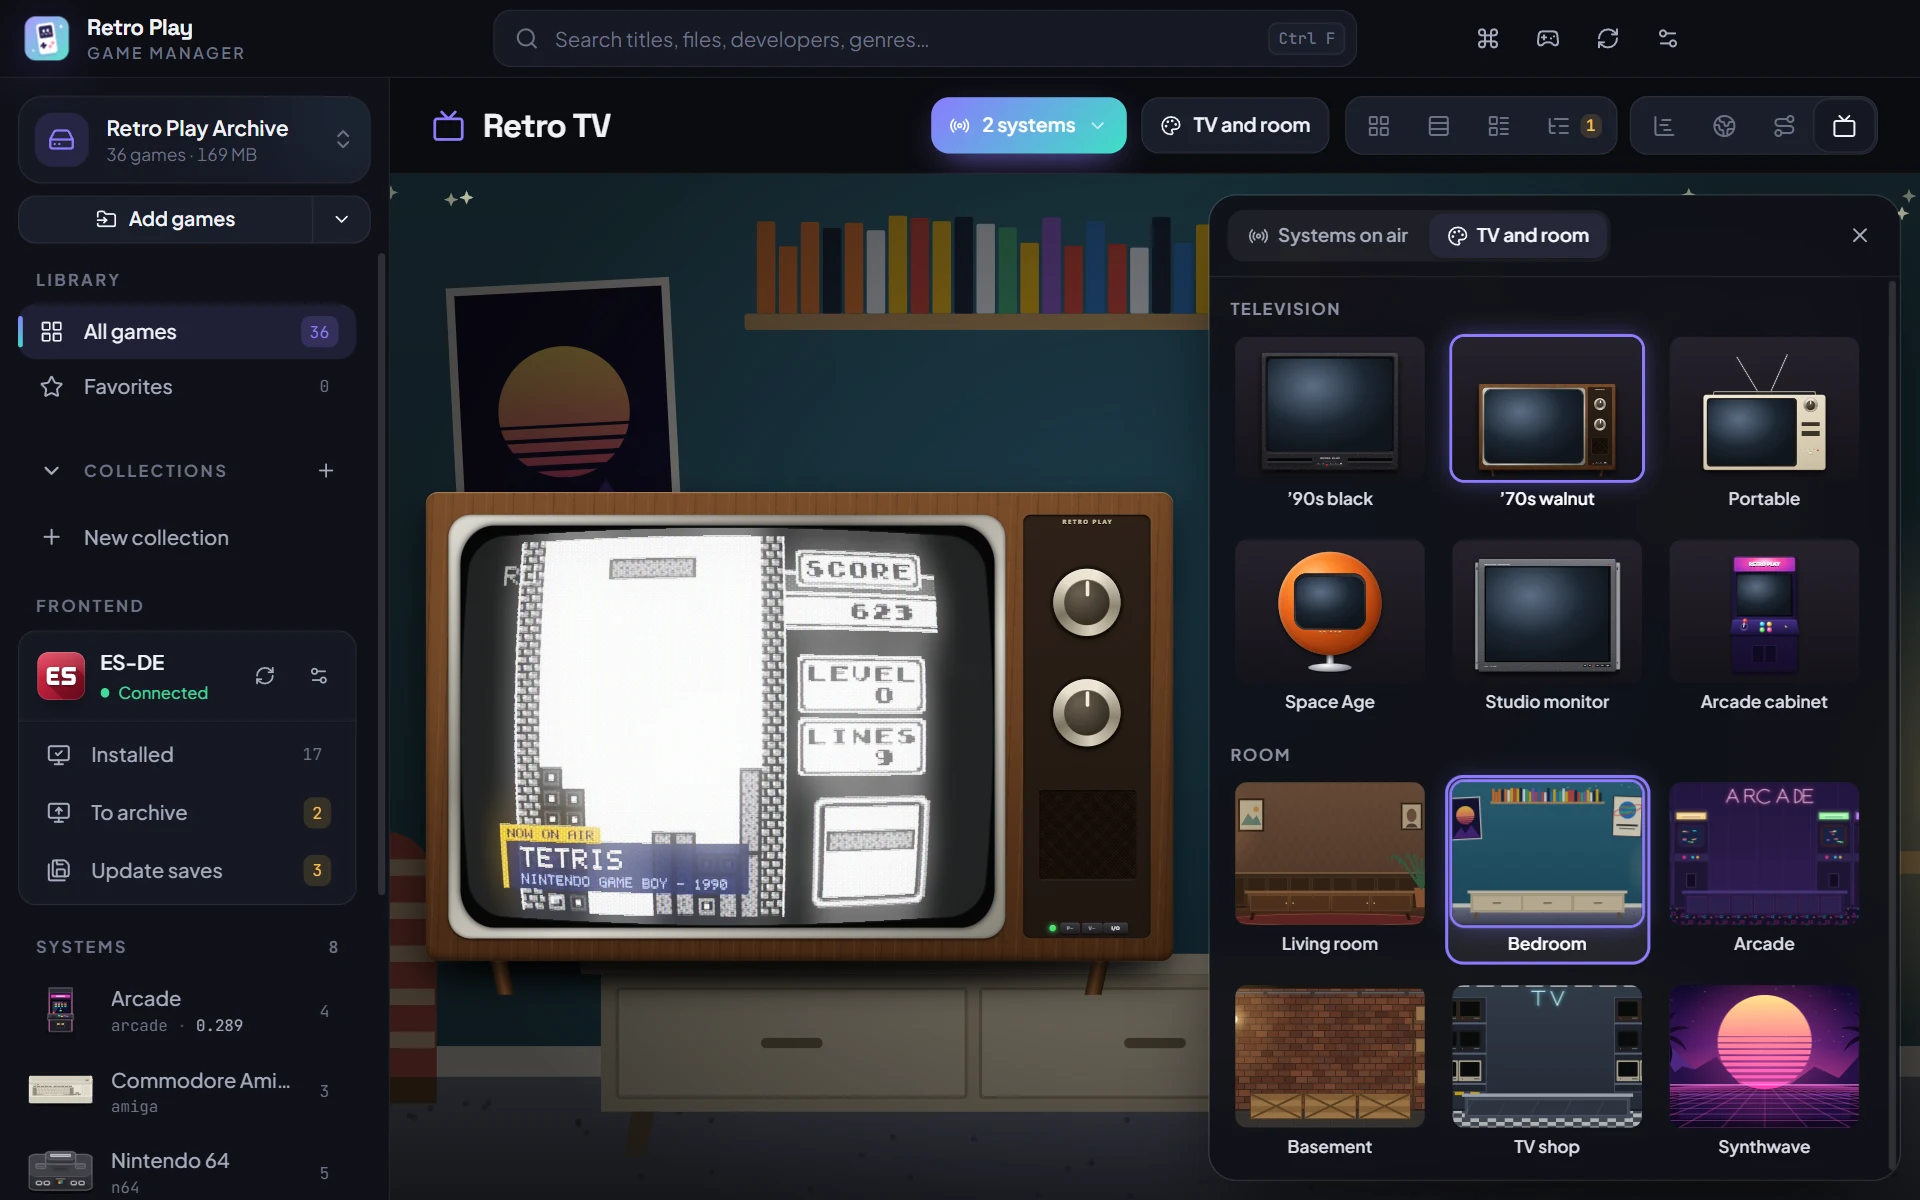 Retro Play
GAME MANAGER
Search titles, files, developers, genres...
Ctrl F
Retro Play Archive
36 games · 169 MB
Add games
LIBRARY
All games
36
Favorites
0
COLLECTIONS
New collection
FRONTEND
ES
ES-DE
Connected
Installed
17
To archive
2
Update saves
3
SYSTEMS
8
Arcade
arcade · 0.289
4
Commodore Ami...
amiga
3
Nintendo 64
n64
5
Retro TV
2 systems
TV and room
1
RETRO PLAY
SCORE
623
LEVEL
0
LINES
9
NOW ON AIR
TETRIS
NINTENDO GAME BOY - 1990
I/O
Systems on air
TV and room
TELEVISION
'90s black
'70s walnut
Portable
RETRO PLAY
Space Age
Studio monitor
Arcade cabinet
ROOM
ARCADE
Living room
Bedroom
Arcade
TV
Basement
TV shop
Synthwave